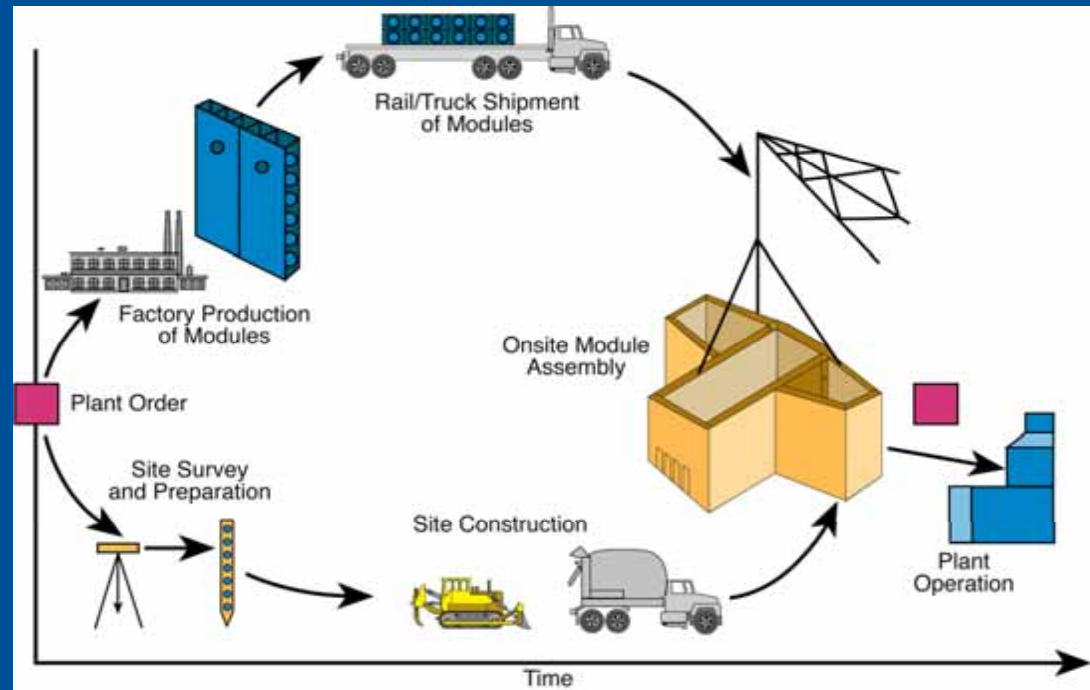 Rail/Truck Shipment
of Modules
Factory Production
of Modules
Onsite Module
Assembly
Plant Order
Site Survey
and Preparation
Site Construction
Plant
Operation
Time